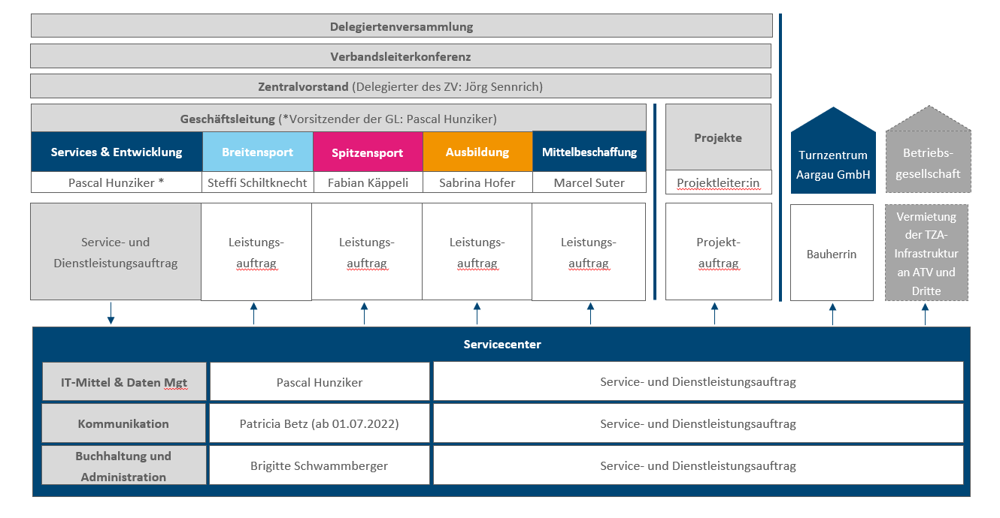 Delegiertenversammlung
Verbandsleiterkonferenz
Zentralvorstand (Delegierter des ZV: Jörg Sennrich)
Geschäftsleitung (*Vorsitzender der GL: Pascal Hunziker)
Services & Entwicklung
Breitensport
Spitzensport
Ausbildung
Mittelbeschaffung
Pascal Hunziker *
Steffi Schiltknecht
Fabian Käppeli
Sabrina Hofer
Marcel Suter
Projekte
Projektleiter:in
Turnzentrum
Aargau GmbH
Betriebs-
gesellschaft
Service- und
Dienstleistungsauftrag
Leistungs-
auftrag
Leistungs-
auftrag
Leistungs-
auftrag
Leistungs-
auftrag
Projekt-
auftrag
Bauherrin
Vermietung
der TZA-
Infrastruktur
an ATV und
Dritte
Servicecenter
IT-Mittel & Daten Mgt
Pascal Hunziker
Service- und Dienstleistungsauftrag
Kommunikation
Patricia Betz (ab 01.07.2022)
Service- und Dienstleistungsauftrag
Buchhaltung und
Administration
Brigitte Schwammberger
Service- und Dienstleistungsauftrag